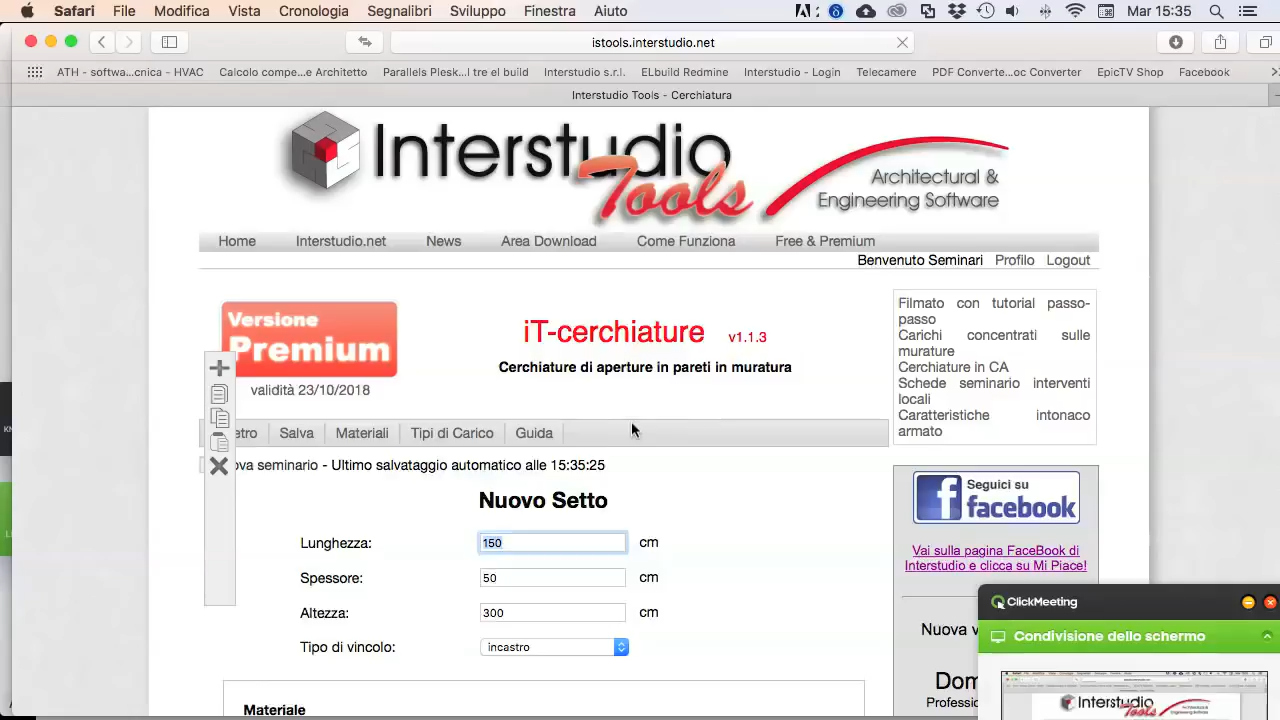 Safari File Modifica Vista Cronologia Segnalibri Sviluppo Finestra Aiuto Mar 15:35
istools.interstudio.net
ATH - softwa...cnica - HVAC Calcolo compe...e Architetto Parallels Plesk...l tre el build Interstudio s.r.l. ELbuild Redmine Interstudio - Login Telecamere PDF Converte...oc Converter EpicTV Shop Facebook
Interstudio Tools - Cerchiatura
Interstudio
Tools
Architectural &
Engineering Software
Home Interstudio.net News Area Download Come Funziona Free & Premium
Benvenuto Seminari Profilo Logout
Versione
Premium
validità 23/10/2018
iT-cerchiature v1.1.3
Cerchiature di aperture in pareti in muratura
Filmato con tutorial passo-
passo
Carichi concentrati sulle
murature
Cerchiature in CA
Schede seminario interventi
locali
Caratteristiche intonaco
armato
etro Salva Materiali Tipi di Carico Guida
ova seminario - Ultimo salvataggio automatico alle 15:35:25
Nuovo Setto
Lunghezza: 150 cm
Spessore: 50 cm
Altezza: 300 cm
Tipo di vincolo: incastro
Materiale
Seguici su
facebook
Vai sulla pagina FaceBook di
Interstudio e clicca su Mi Piace!
Nuova v
Dom
Professio
ClickMeeting
Condivisione dello schermo
Interstudio